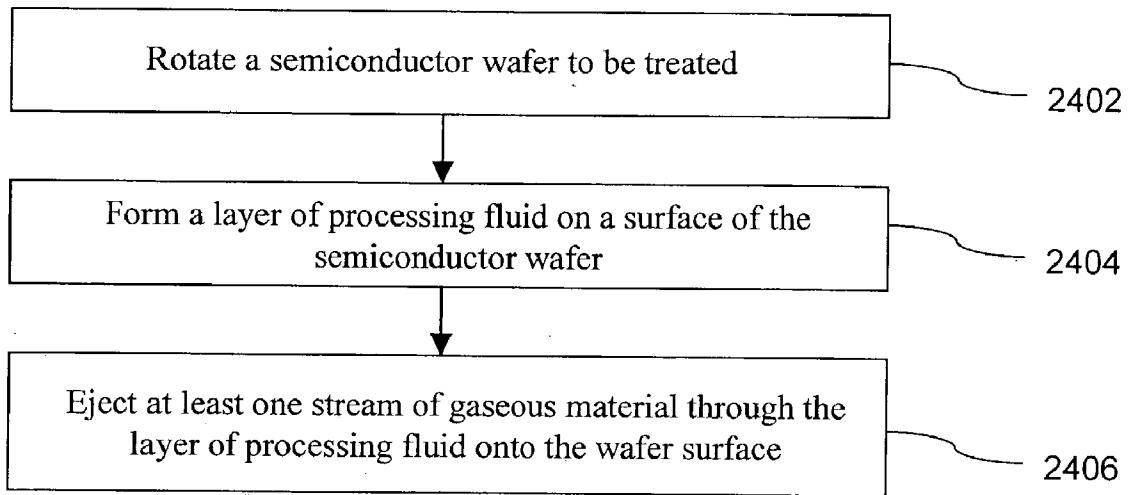 Rotate a semiconductor wafer to be treated
2402
Form a layer of processing fluid on a surface of the
semiconductor wafer
2404
Eject at least one stream of gaseous material through the
layer of processing fluid onto the wafer surface
2406